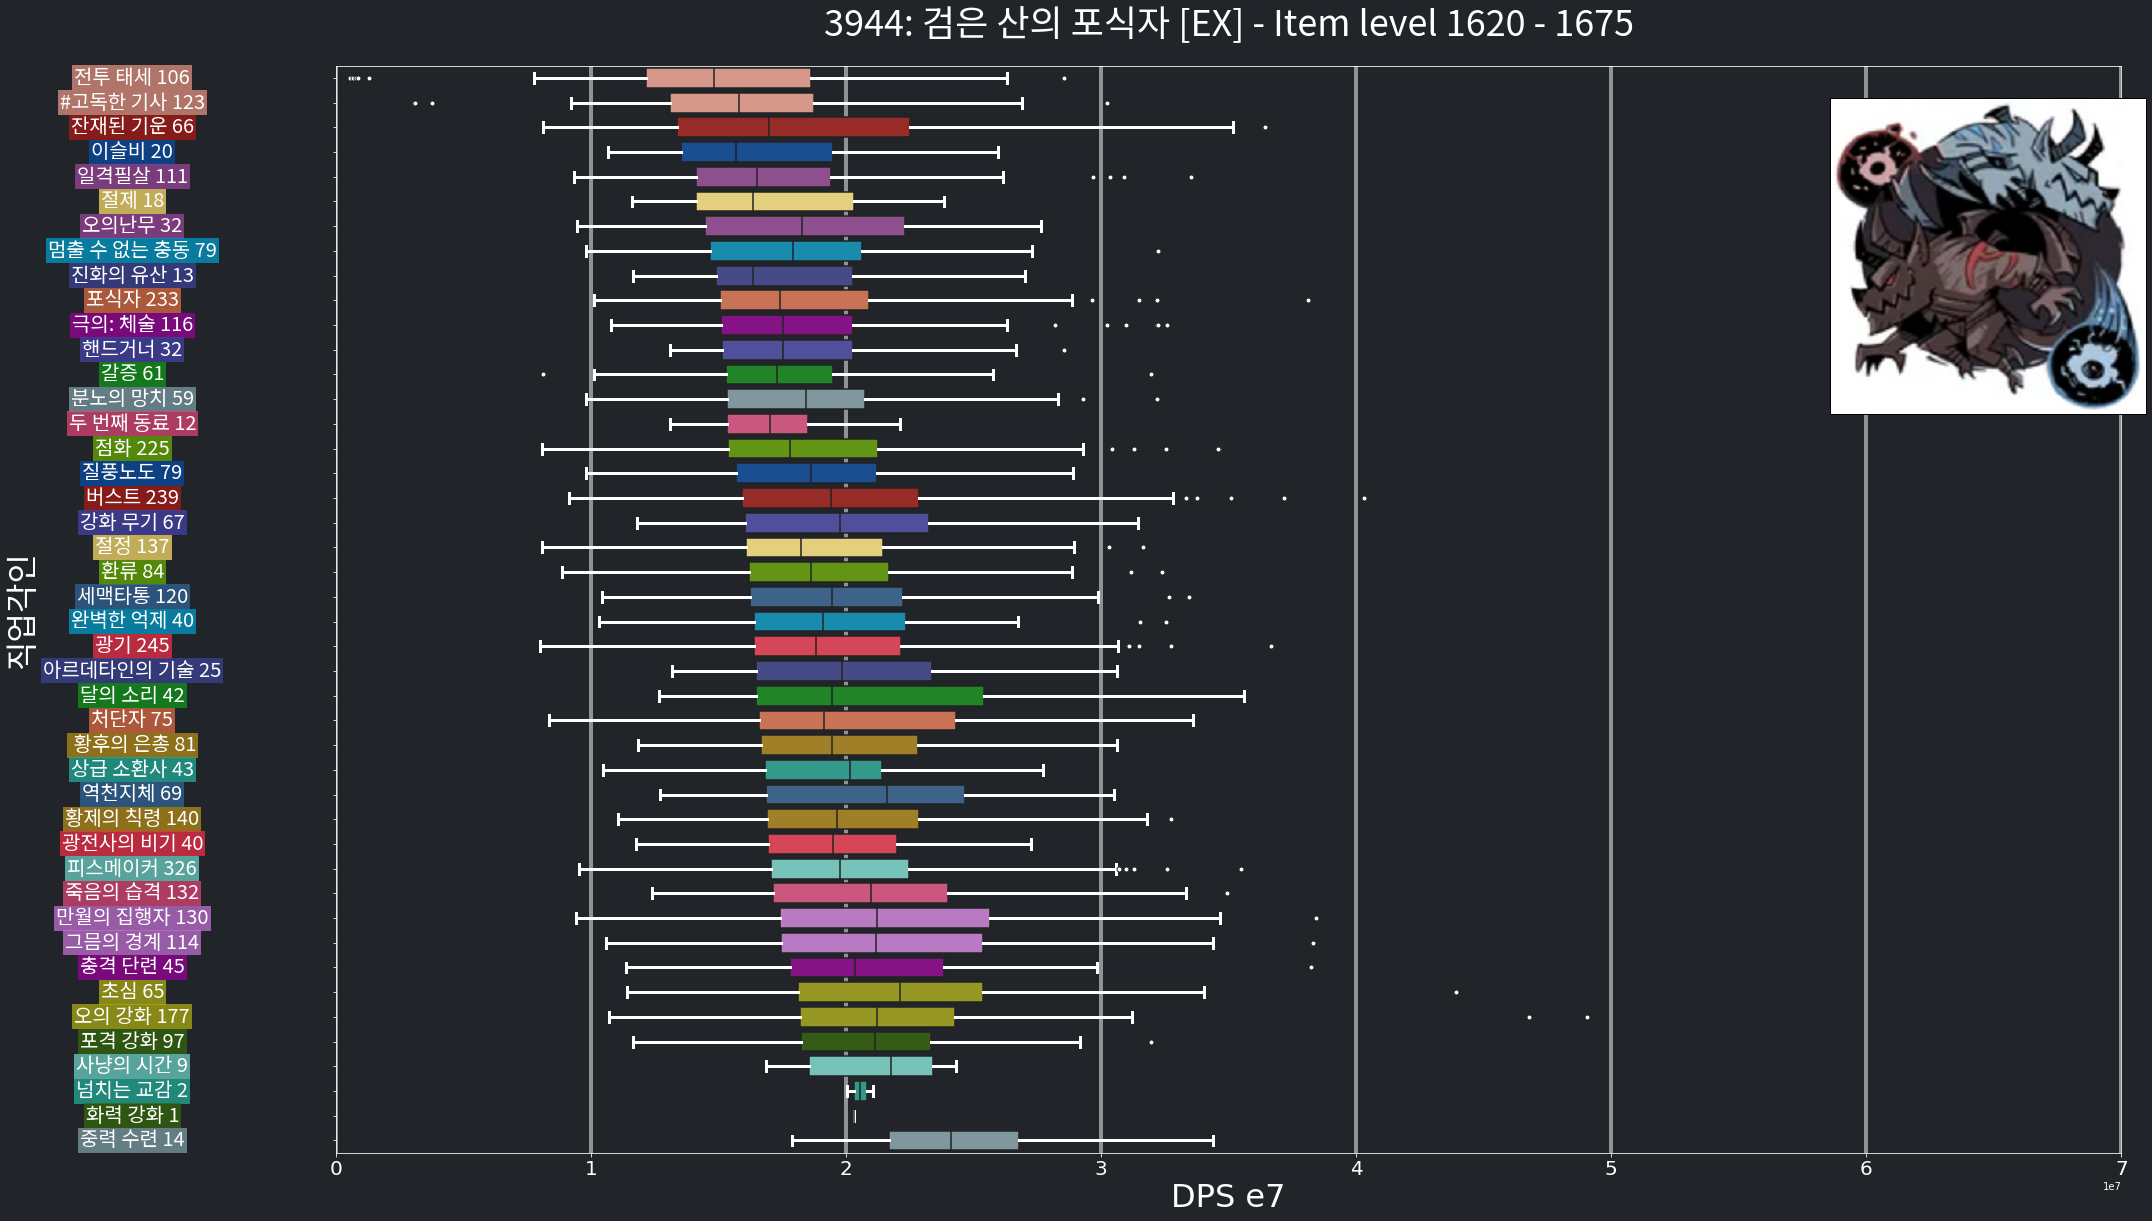 3944: 검은 산의 포식자 [EX] - Item level 1620 - 1675
직업각인
전투 태세 106
#고독한 기사 123
잔재된 기운 66
이슬비 20
일격필살 111
절제 18
오의난무 32
멈출 수 없는 충동 79
진화의 유산 13
포식자 233
극의: 체술 116
핸드거너 32
갈증 61
분노의 망치 59
두 번째 동료 12
점화 225
질풍노도 79
버스트 239
강화 무기 67
절정 137
환류 84
세맥타통 120
완벽한 억제 40
광기 245
아르데타인의 기술 25
달의 소리 42
처단자 75
황후의 은총 81
상급 소환사 43
역천지체 69
황제의 칙령 140
광전사의 비기 40
피스메이커 326
죽음의 습격 132
만월의 집행자 130
그믐의 경계 114
충격 단련 45
초심 65
오의 강화 177
포격 강화 97
사냥의 시간 9
넘치는 교감 2
화력 강화 1
중력 수련 14
0 1 2 3 4 5 6 7
1e7
DPS e7